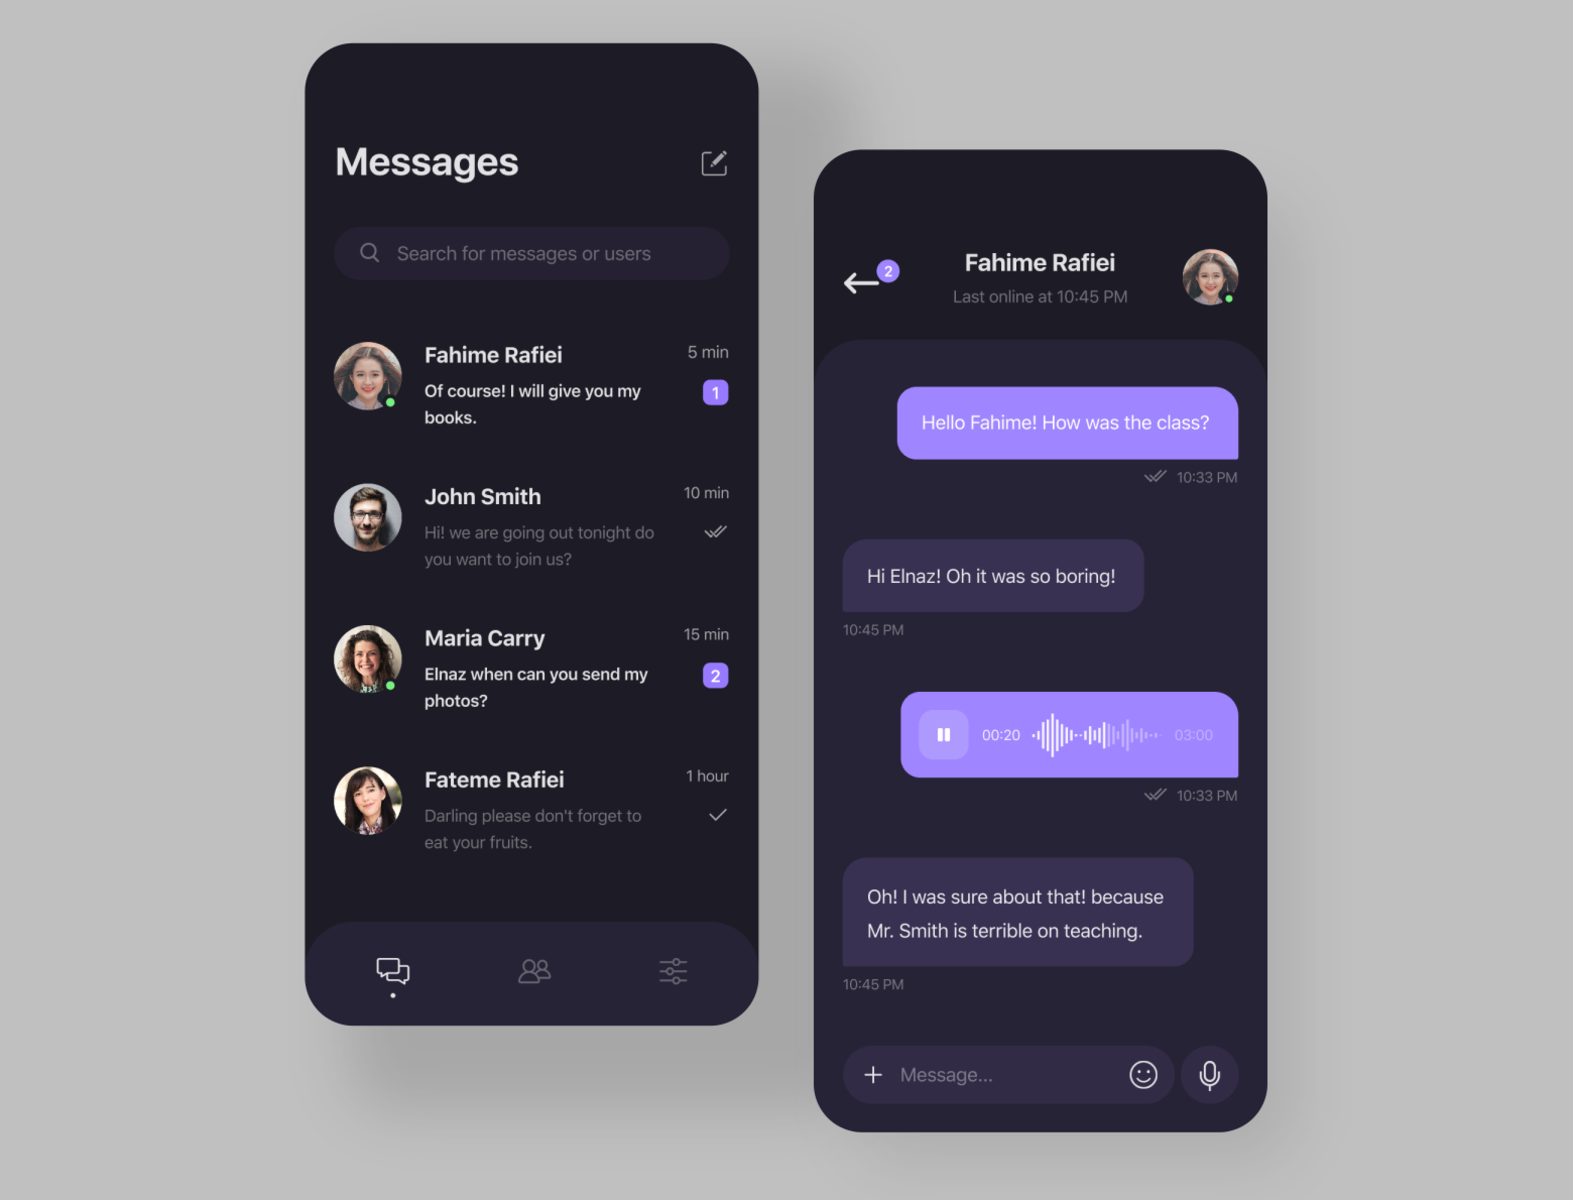 Messages
Search for messages or users
Fahime Rafiei
5 min
Of course! I will give you my
1
books.
John Smith
10 min
Hi! we are going out tonight do
you want to join us?
Maria Carry
15 min
Elnaz when can you send my
2
photos?
Fateme Rafiei
1 hour
Darling please don't forget to
eat your fruits.
2
Fahime Rafiei
Last online at 10:45 PM
Hello Fahime! How was the class?
10:33 PM
Hi Elnaz! Oh it was so boring!
10:45 PM
00:20
03:00
10:33 PM
Oh! I was sure about that! because
Mr. Smith is terrible on teaching.
10:45 PM
Message...